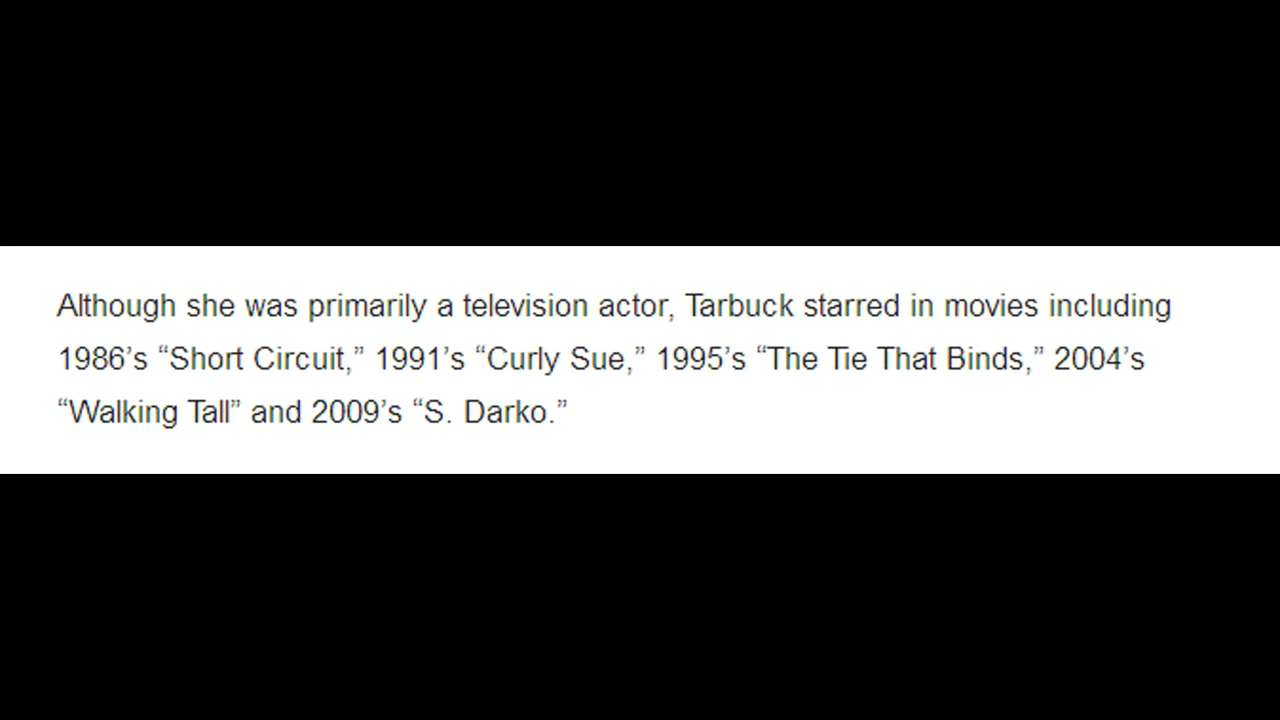 Although she was primarily a television actor, Tarbuck starred in movies including
1986’s “Short Circuit,” 1991’s “Curly Sue,” 1995’s “The Tie That Binds,” 2004’s
“Walking Tall” and 2009’s “S. Darko.”